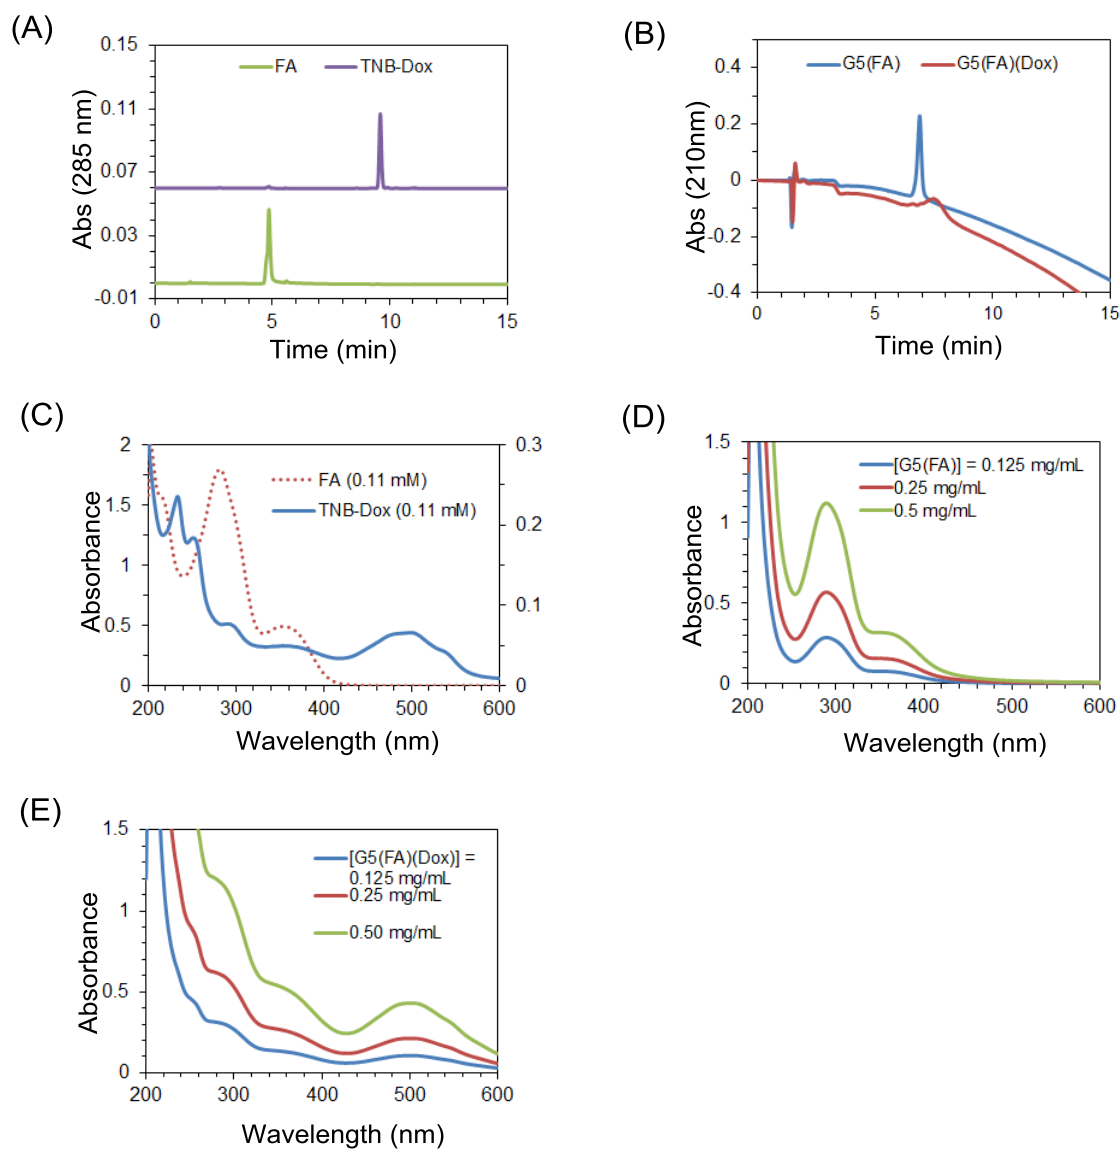 (A)
0.15
FA
TNB-Dox
0.11
0.07
0.03
-0.01
Abs (285 nm)
0 5 10 15
Time (min)
(B)
G5(FA)
G5(FA)(Dox)
0.4
0.2
0
-0.2
-0.4
Abs (210nm)
0 5 10 15
Time (min)
(C)
2
1.5
1
0.5
0
Absorbance
0.3
0.2
0.1
0
FA (0.11 mM)
TNB-Dox (0.11 mM)
200 300 400 500 600
Wavelength (nm)
(D)
1.5
1
0.5
0
Absorbance
[G5(FA)] = 0.125 mg/mL
0.25 mg/mL
0.5 mg/mL
200 300 400 500 600
Wavelength (nm)
(E)
1.5
1
0.5
0
Absorbance
[G5(FA)(Dox)] =
0.125 mg/mL
0.25 mg/mL
0.50 mg/mL
200 300 400 500 600
Wavelength (nm)